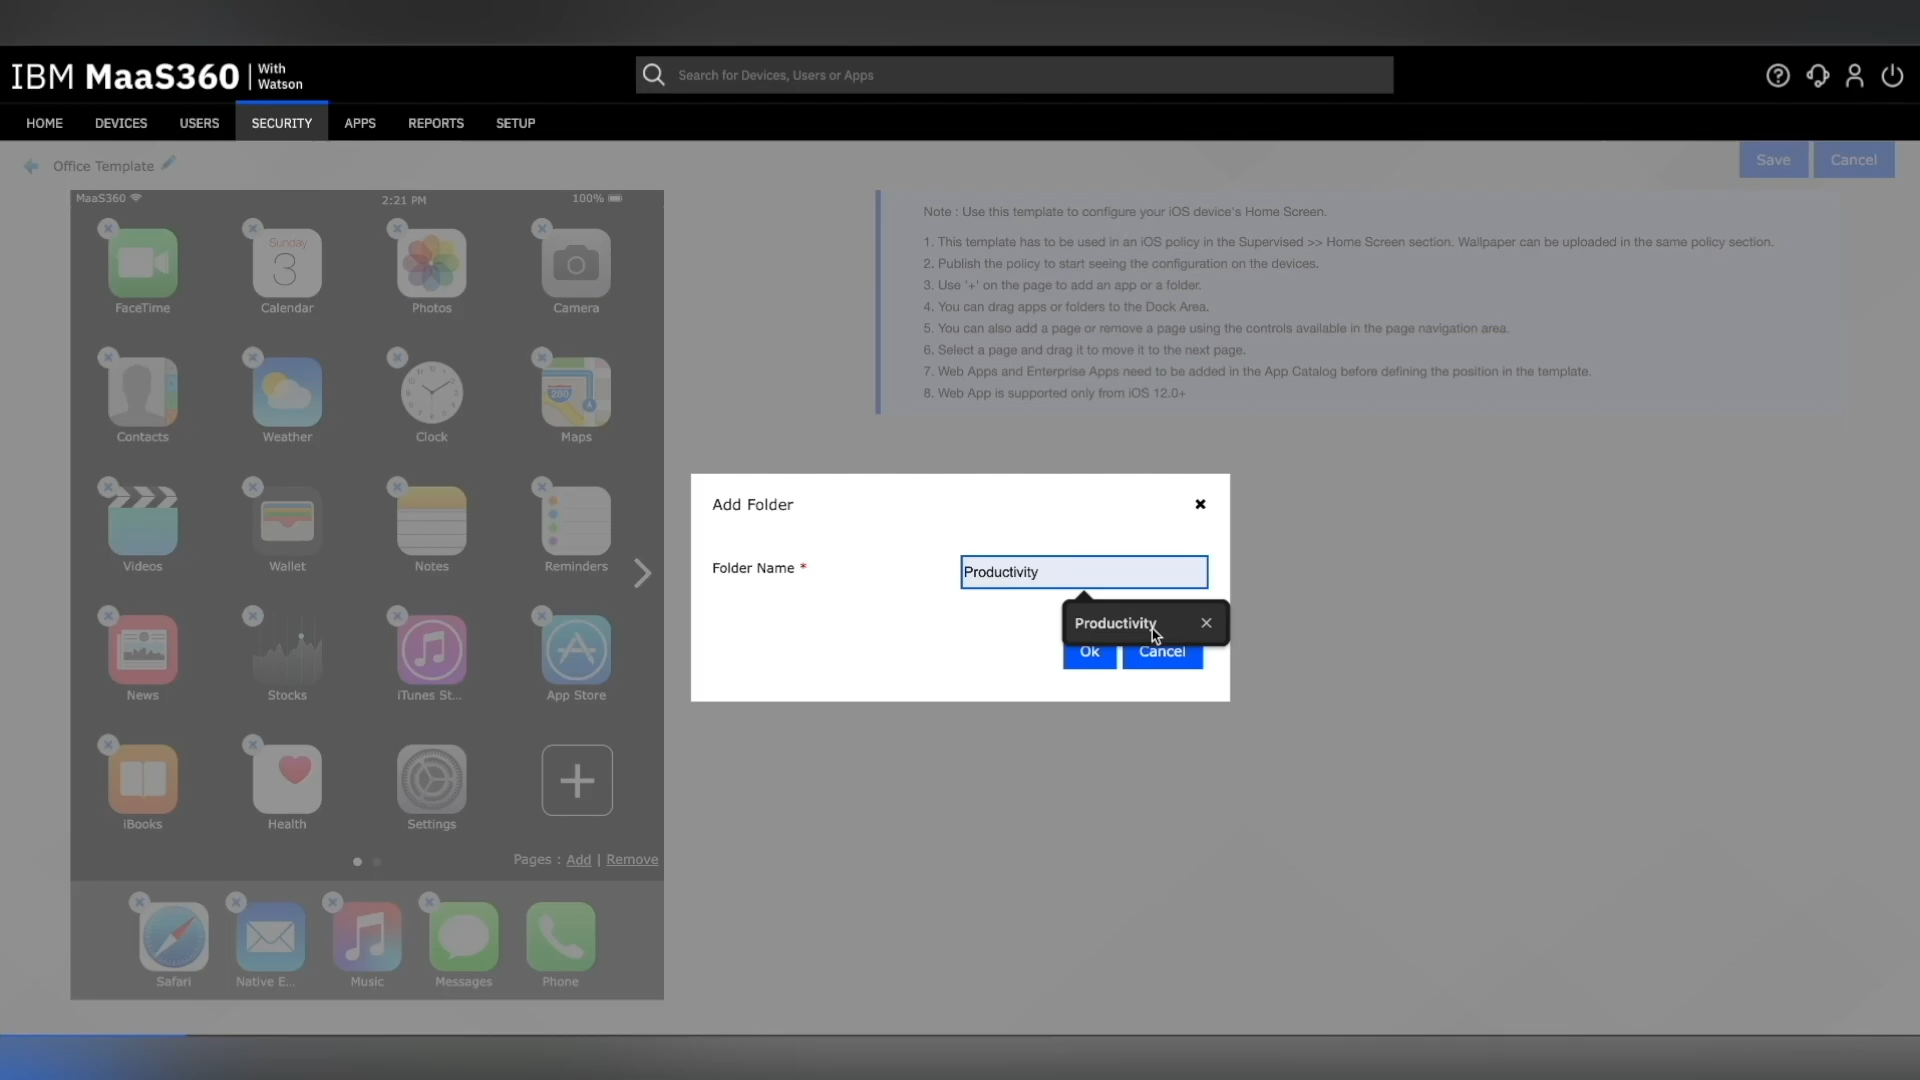 IBM MaaS360 | With Watson
Search for Devices, Users or Apps
HOME DEVICES USERS SECURITY APPS REPORTS SETUP
Office Template
Save Cancel
MaaS360 2:21 PM 100%
Sunday
3
FaceTime Calendar Photos Camera
280
Contacts Weather Clock Maps
Videos Wallet Notes Reminders
News Stocks iTunes St... App Store
iBooks Health Settings
Pages : Add | Remove
Safari Native E... Music Messages Phone
Note : Use this template to configure your iOS device's Home Screen.
1. This template has to be used in an iOS policy in the Supervised >> Home Screen section. Wallpaper can be uploaded in the same policy section.
2. Publish the policy to start seeing the configuration on the devices.
3. Use '+' on the page to add an app or a folder.
4. You can drag apps or folders to the Dock Area.
5. You can also add a page or remove a page using the controls available in the page navigation area.
6. Select a page and drag it to move it to the next page.
7. Web Apps and Enterprise Apps need to be added in the App Catalog before defining the position in the template.
8. Web App is supported only from iOS 12.0+
Add Folder
Folder Name * Productivity
Productivity
Ok Cancel